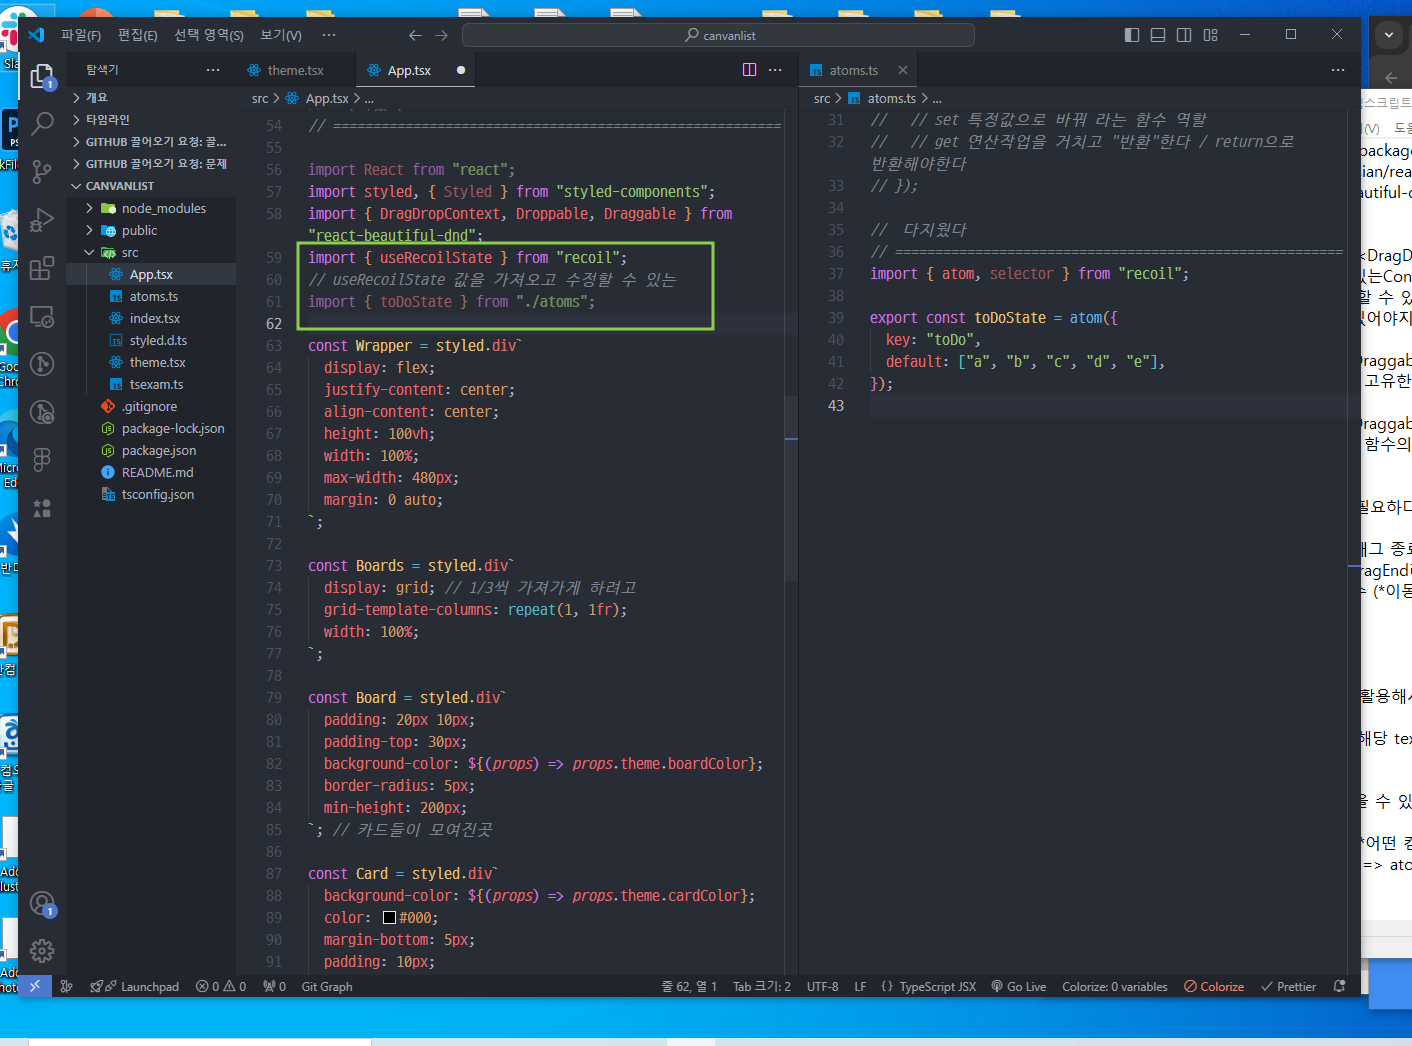 파일(F) 편집(E) 선택 영역(S) 보기(V) ··· canvanlist
탐색기 ···
개요
타임라인
GITHUB 끌어오기 요청: 끌...
GITHUB 끌어오기 요청: 문제
CANVANLIST
node_modules
public
src
App.tsx
atoms.ts
index.tsx
styled.d.ts
theme.tsx
tsexam.ts
.gitignore
package-lock.json
package.json
README.md
tsconfig.json
theme.tsx App.tsx
src > App.tsx > ...
54 // ========================================================
55
56 import React from "react";
57 import styled, { Styled } from "styled-components";
58 import { DragDropContext, Droppable, Draggable } from
"react-beautiful-dnd";
59 import { useRecoilState } from "recoil";
60 // useRecoilState 값을 가져오고 수정할 수 있는
61 import { toDoState } from "./atoms";
62
63 const Wrapper = styled.div`
64 display: flex;
65 justify-content: center;
66 align-content: center;
67 height: 100vh;
68 width: 100%;
69 max-width: 480px;
70 margin: 0 auto;
71 `;
72
73 const Boards = styled.div`
74 display: grid; // 1/3씩 가져가게 하려고
75 grid-template-columns: repeat(1, 1fr);
76 width: 100%;
77 `;
78
79 const Board = styled.div`
80 padding: 20px 10px;
81 padding-top: 30px;
82 background-color: ${(props) => props.theme.boardColor};
83 border-radius: 5px;
84 min-height: 200px;
85 `; // 카드들이 모여진곳
86
87 const Card = styled.div`
88 background-color: ${(props) => props.theme.cardColor};
89 color: #000;
90 margin-bottom: 5px;
91 padding: 10px;
atoms.ts
src > atoms.ts > ...
31 // // set 특정값으로 바꿔 라는 함수 역할
32 // // get 연산작업을 거치고 "반환"한다 / return으로
반환해야한다
33 // });
34
35 // 다지웠다
36 // ========================================================
37 import { atom, selector } from "recoil";
38
39 export const toDoState = atom({
40 key: "toDo",
41 default: ["a", "b", "c", "d", "e"],
42 });
43
Launchpad 0 0 0 Git Graph 줄 62, 열 1 Tab 크기: 2 UTF-8 LF {} TypeScript JSX Go Live Colorize: 0 variables Colorize Prettier